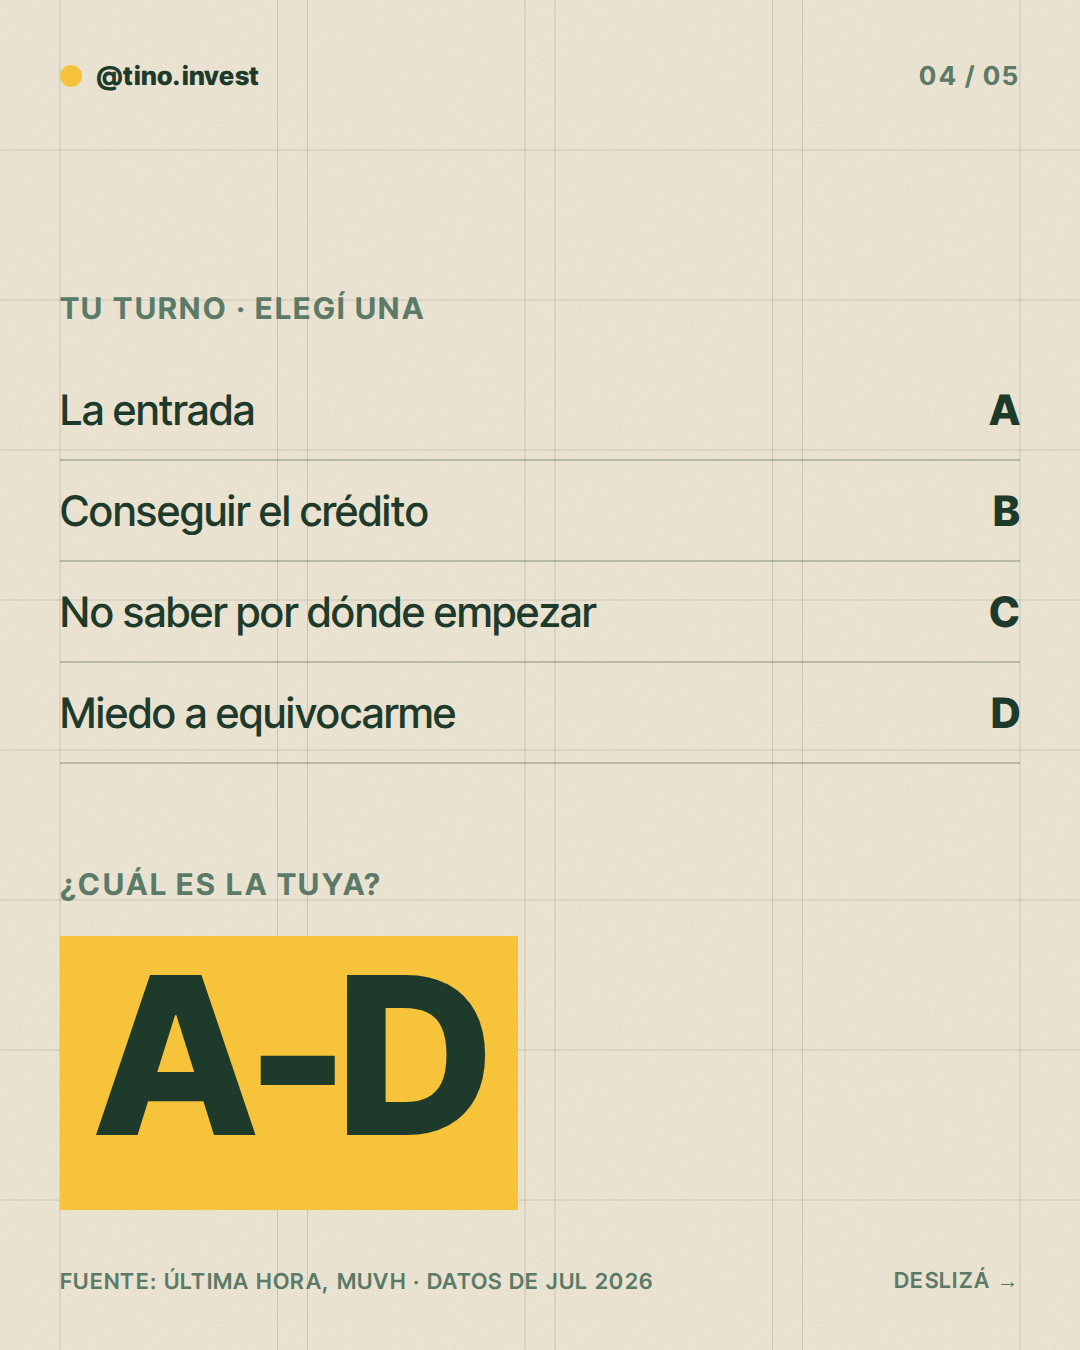 @tino.invest
04 / 05
TU TURNO · ELEGÍ UNA
La entrada A
Conseguir el crédito B
No saber por dónde empezar C
Miedo a equivocarme D
¿CUÁL ES LA TUYA?
A–D
FUENTE: ÚLTIMA HORA, MUVH · DATOS DE JUL 2026
DESLIZÁ →